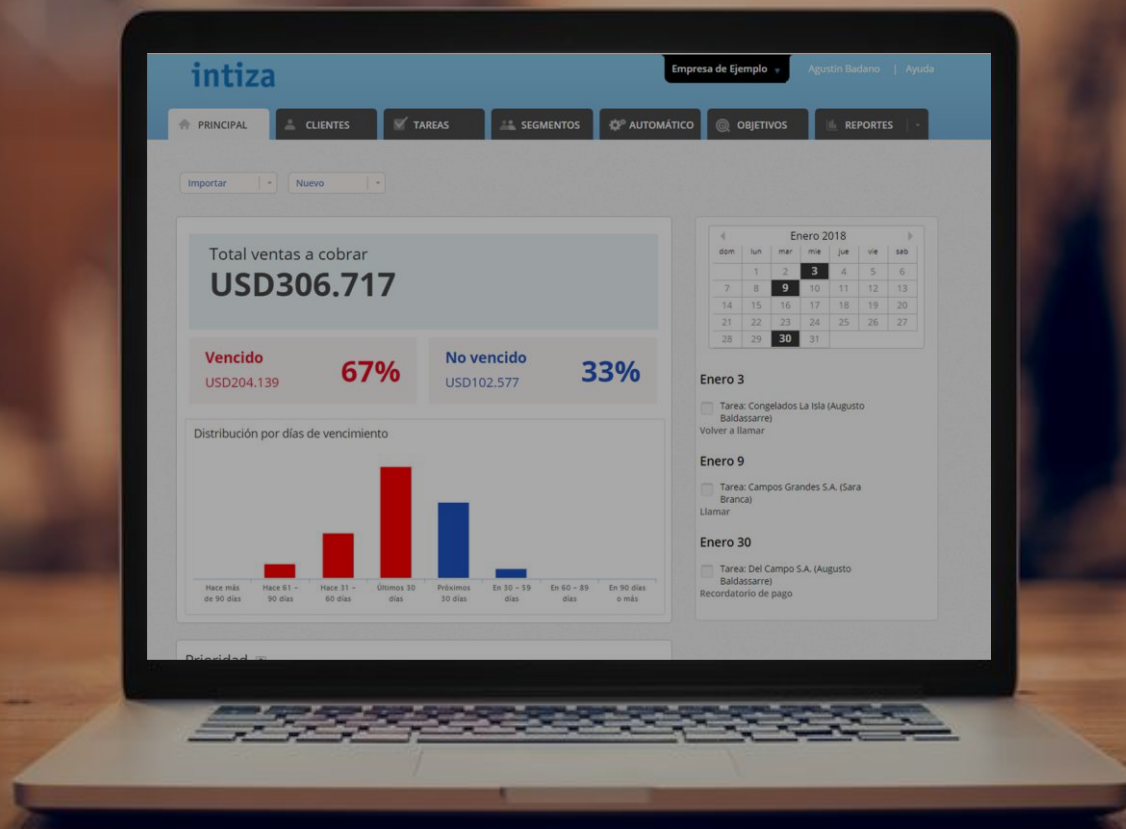 intiza
Empresa de Ejemplo
Agustin Badano | Ayuda
PRINCIPAL
CLIENTES
TAREAS
SEGMENTOS
AUTOMÁTICO
OBJETIVOS
REPORTES
Importar
Nuevo
Total ventas a cobrar
USD306.717
Vencido
USD204.139
67%
No vencido
USD102.577
33%
Distribución por días de vencimiento
Hace más
de 90 días
Hace 61 –
90 días
Hace 31 –
60 días
Últimos 30
días
Próximos
30 días
En 30 – 59
días
En 60 – 89
días
En 90 días
o más
Enero 2018
dom lun mar mie jue vie sab
1 2 3 4 5 6
7 8 9 10 11 12 13
14 15 16 17 18 19 20
21 22 23 24 25 26 27
28 29 30 31
Enero 3
Tarea: Congelados La Isla (Augusto
Baldassarre)
Volver a llamar
Enero 9
Tarea: Campos Grandes S.A. (Sara
Branca)
Llamar
Enero 30
Tarea: Del Campo S.A. (Augusto
Baldassarre)
Recordatorio de pago
Prioridad